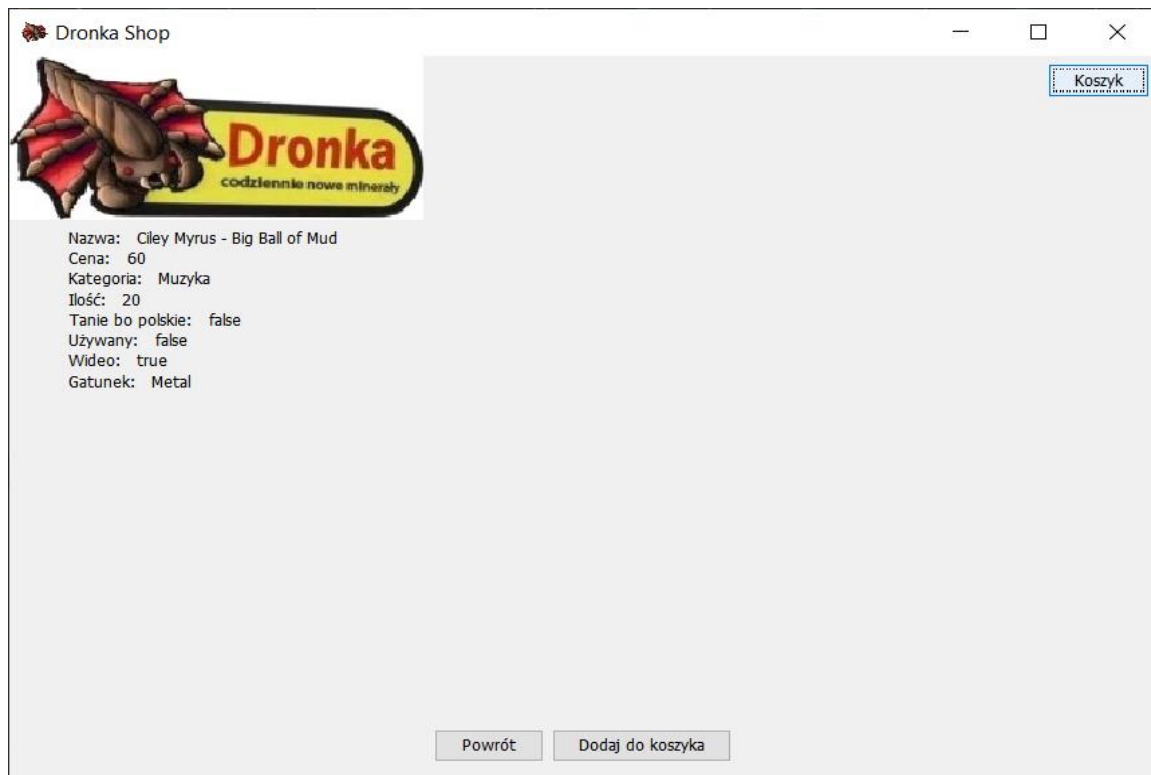 Dronka Shop
Koszyk
Dronka
codziennie nowe minerały
Nazwa: Ciley Myrus - Big Ball of Mud
Cena: 60
Kategoria: Muzyka
Ilość: 20
Tanie bo polskie: false
Używany: false
Wideo: true
Gatunek: Metal
Powrót
Dodaj do koszyka